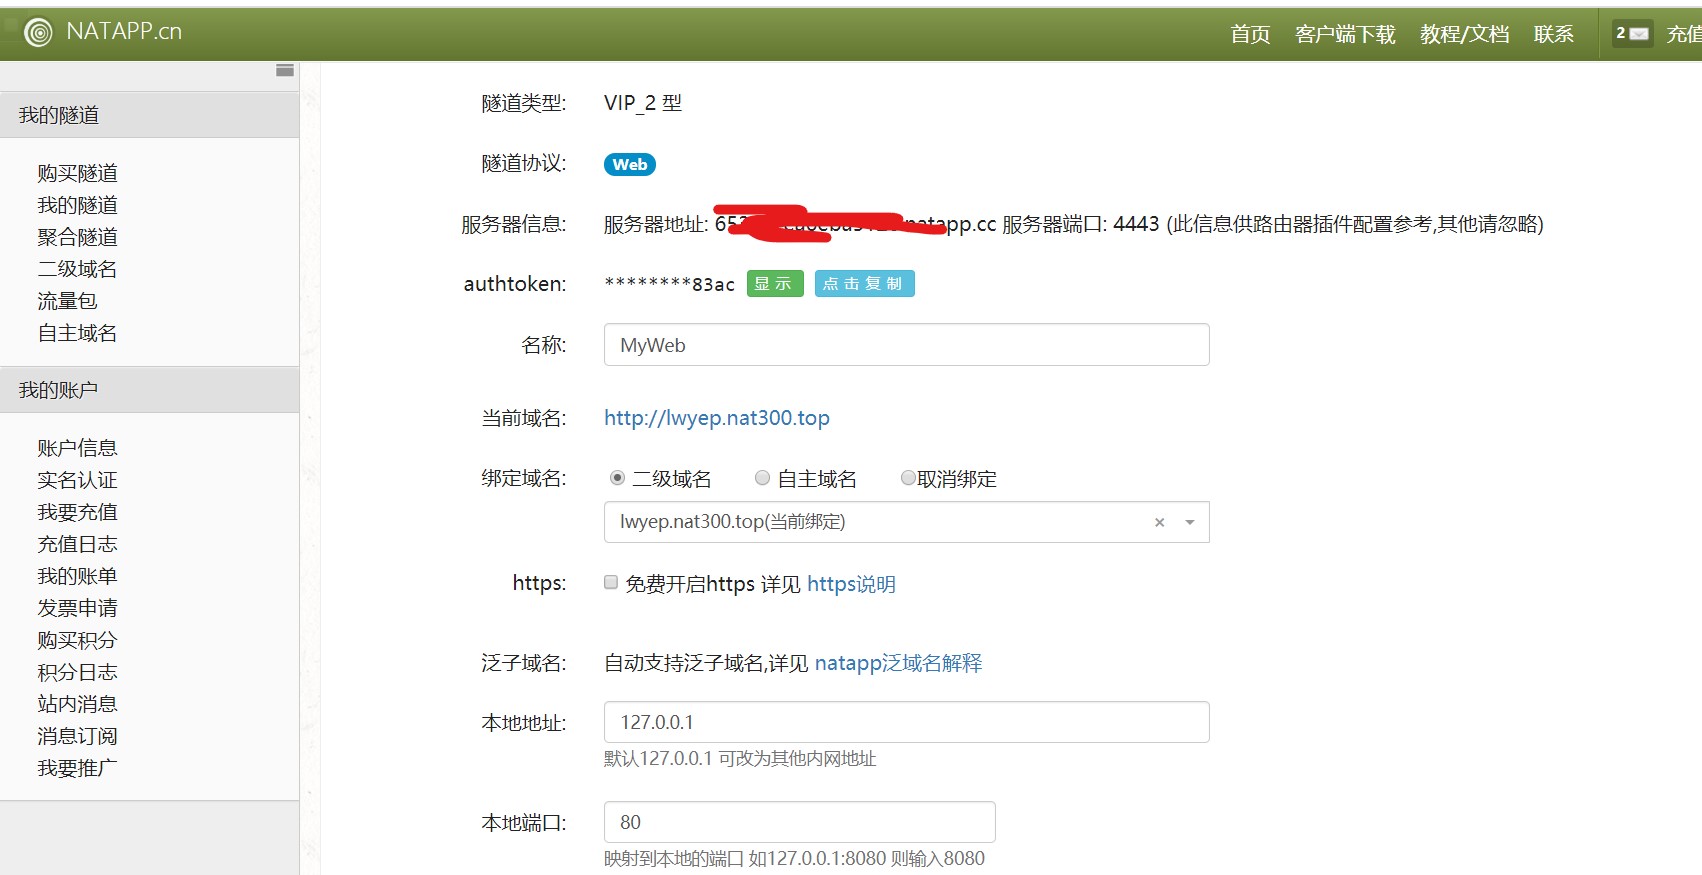 NATAPP.cn
首页 客户端下载 教程/文档 联系 2 充值
我的隧道
购买隧道
我的隧道
聚合隧道
二级域名
流量包
自主域名
我的账户
账户信息
实名认证
我要充值
充值日志
我的账单
发票申请
购买积分
积分日志
站内消息
消息订阅
我要推广
隧道类型: VIP_2 型
隧道协议: Web
服务器信息: 服务器地址: natapp.cc 服务器端口: 4443 (此信息供路由器插件配置参考,其他请忽略)
authtoken: ********83ac 显示 点击复制
名称: MyWeb
当前域名: http://lwyep.nat300.top
绑定域名: 二级域名 自主域名 取消绑定
lwyep.nat300.top(当前绑定) ×
https: 免费开启https 详见 https说明
泛子域名: 自动支持泛子域名,详见 natapp泛域名解释
本地地址: 127.0.0.1
默认127.0.0.1 可改为其他内网地址
本地端口: 80
映射到本地的端口 如127.0.0.1:8080 则输入8080